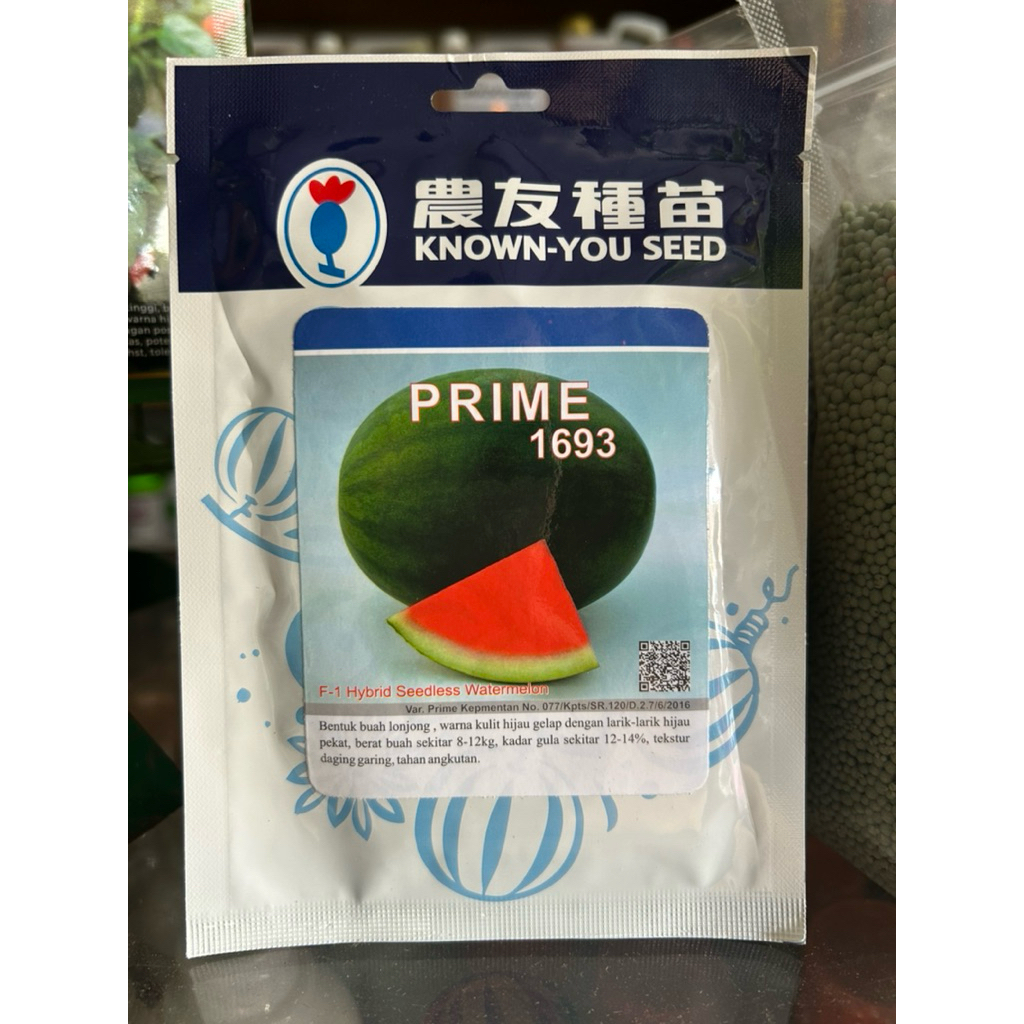 農友種苗
KNOWN-YOU SEED
PRIME
1693
F-1 Hybrid Seedless Watermelon
Var. Prime Kepmentan No. 077/Kpts/SR.120/D.2.7/6/2016
Bentuk buah lonjong , warna kulit hijau gelap dengan larik-larik hijau
pekat, berat buah sekitar 8-12kg, kadar gula sekitar 12-14%, tekstur
daging garing, tahan angkutan.